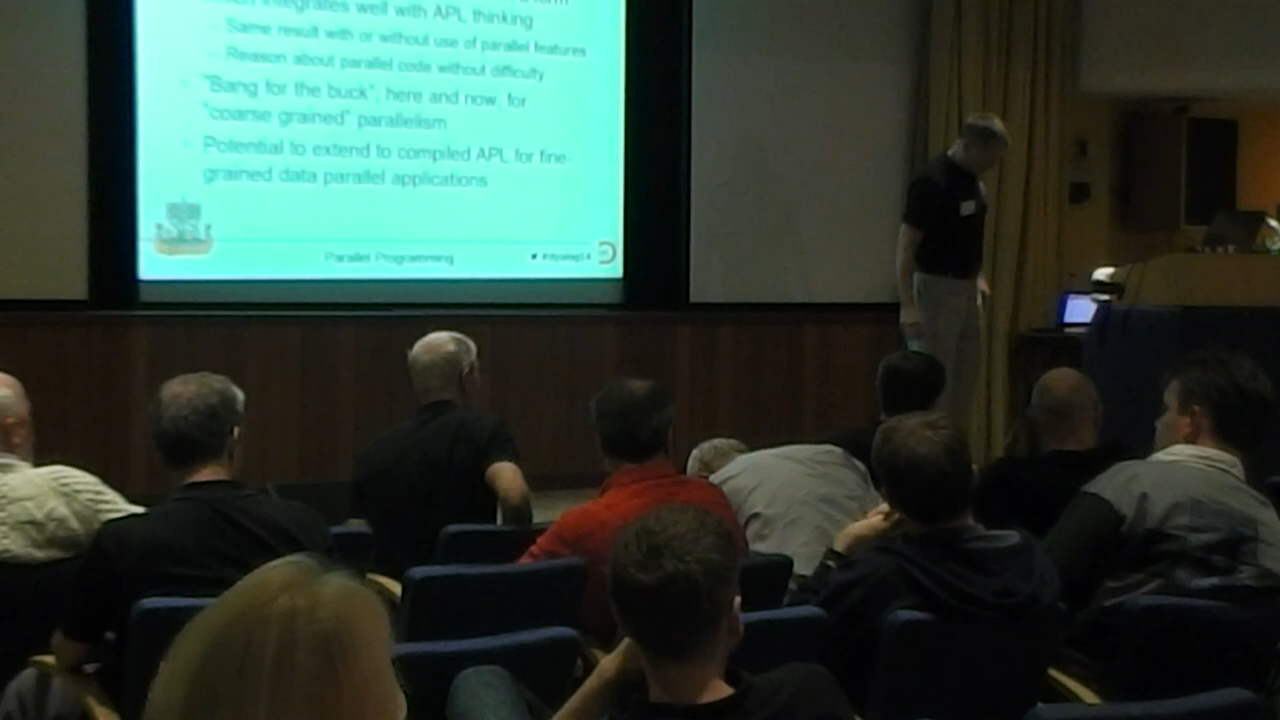 integrates well with APL thinking
Same result with or without use of parallel features
Reason about parallel code without difficulty
"Bang for the buck", here and now, for
"coarse grained" parallelism
Potential to extend to compiled APL for fine-
grained data parallel applications
Parallel Programming
#dyalog14